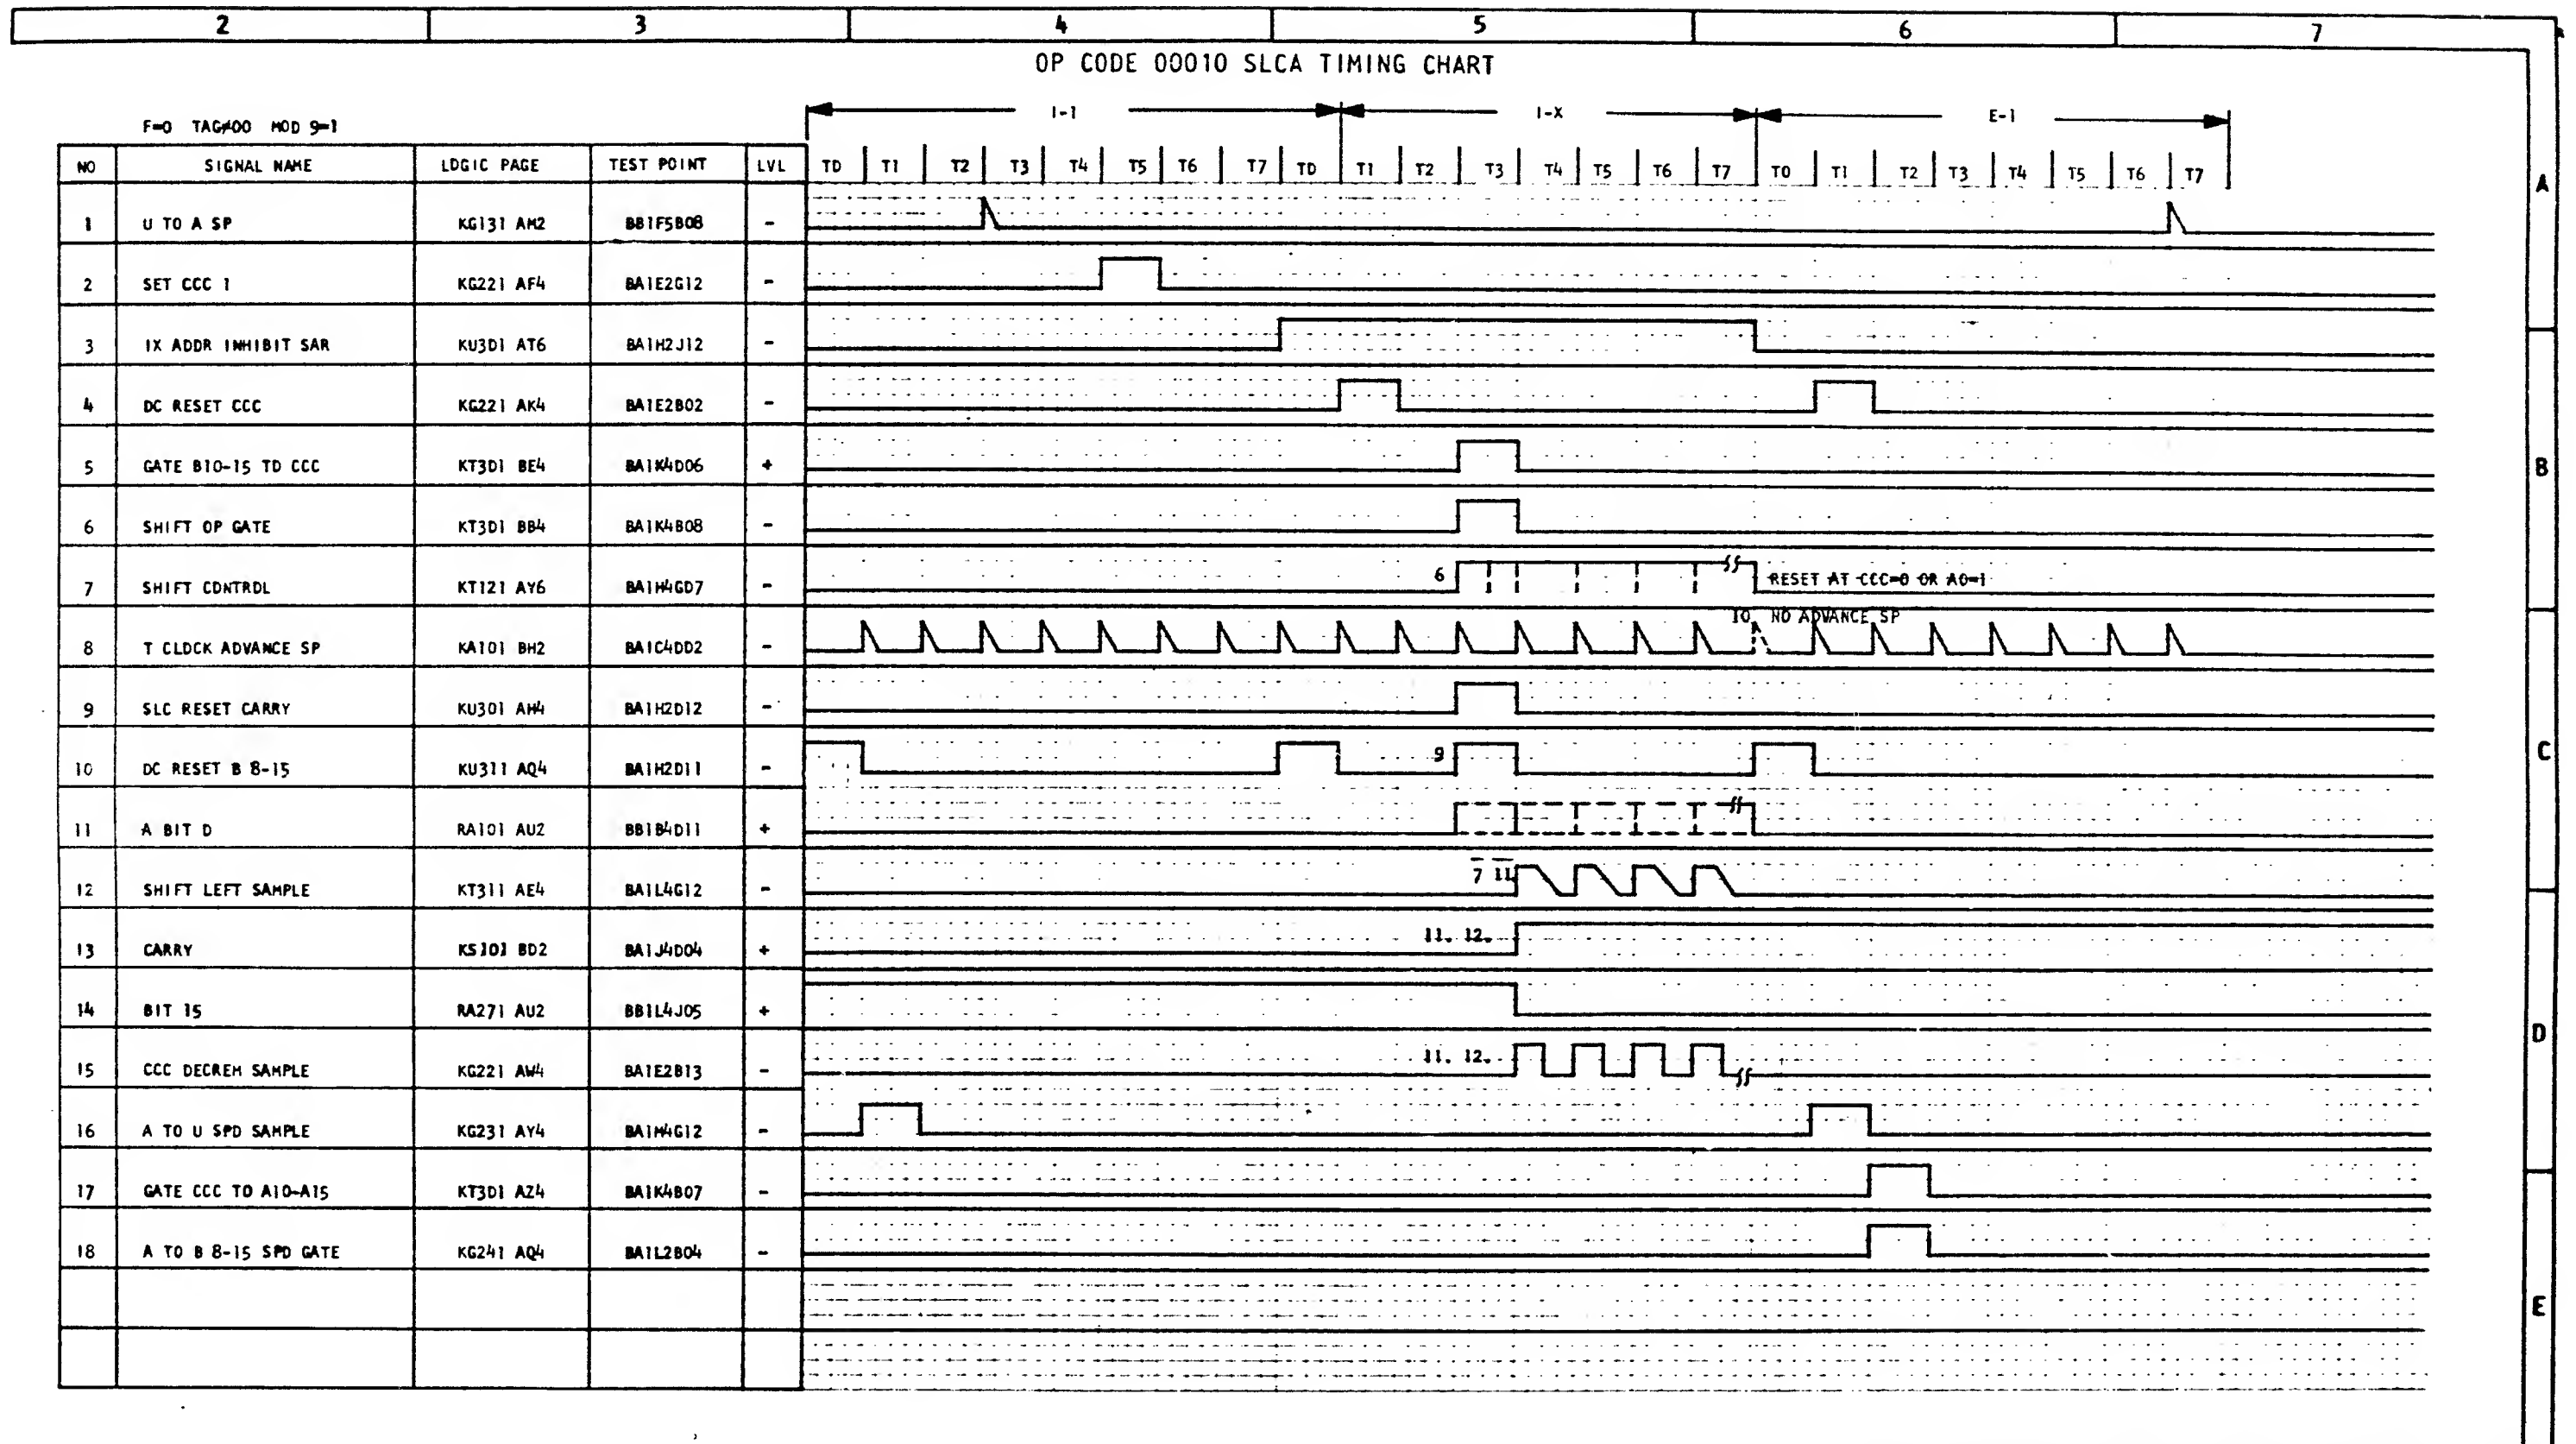 2 3 4 5 6 7
OP CODE 00010 SLCA TIMING CHART
I-1 I-X E-1
F=0 TAG≠00 MOD 9=1
NO SIGNAL NAME LOGIC PAGE TEST POINT LVL T0 T1 T2 T3 T4 T5 T6 T7 T0 T1 T2 T3 T4 T5 T6 T7 T0 T1 T2 T3 T4 T5 T6 T7
A
1 U TO A SP KG131 AM2 BB1F5B08 -
2 SET CCC 1 KG221 AF4 BA1E2G12 -
3 IX ADDR INHIBIT SAR KU301 AT6 BA1H2J12 -
4 DC RESET CCC KG221 AK4 BA1E2B02 -
5 GATE B10-15 TO CCC KT301 BE4 BA1K4D06 +
B
6 SHIFT OP GATE KT301 BB4 BA1K4B08 -
7 SHIFT CONTROL KT121 AY6 BA1H4G07 - 6 RESET AT CCC=0 OR A0=1
T0 NO ADVANCE SP
8 T CLOCK ADVANCE SP KA101 BH2 BA1C4D02 -
9 SLC RESET CARRY KU301 AH4 BA1H2D12 -
10 DC RESET B 8-15 KU311 AQ4 BA1H2D11 - 9
C
11 A BIT 0 RA101 AU2 BB1B4D11 +
12 SHIFT LEFT SAMPLE KT311 AE4 BA1L4G12 - 7 11
13 CARRY KS101 BD2 BA1J4D04 + 11. 12.
14 BIT 15 RA271 AU2 BB1L4J05 +
D
15 CCC DECREM SAMPLE KG221 AW4 BA1E2B13 - 11. 12.
16 A TO U SPD SAMPLE KG231 AY4 BA1M4G12 -
17 GATE CCC TO A10-A15 KT301 AZ4 BA1K4B07 -
18 A TO B 8-15 SPD GATE KG241 AQ4 BA1L2B04 -
E